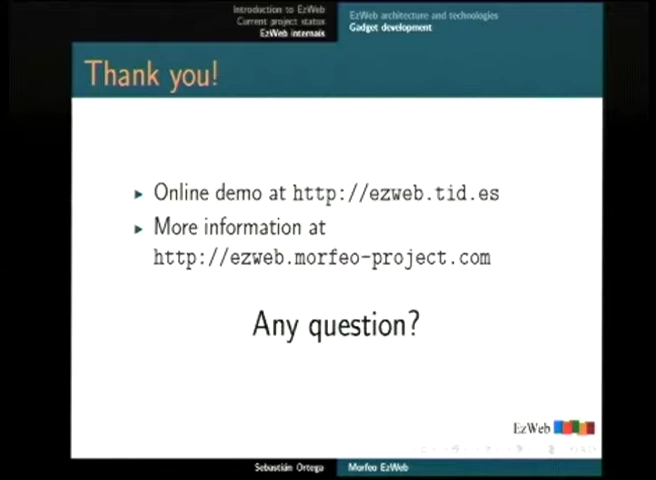 Introduction to EzWeb
Current project status
EzWeb internals
EzWeb architecture and technologies
Gadget development
Thank you!
Online demo at http://ezweb.tid.es
More information at
http://ezweb.morfeo-project.com
Any question?
EzWeb
Sebastián Ortega
Morfeo EzWeb